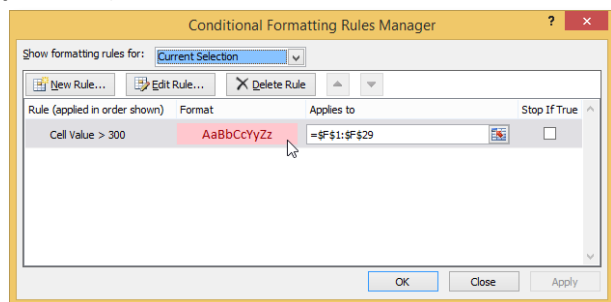 Conditional Formatting Rules Manager ?
Show formatting rules for: Current Selection
New Rule... Edit Rule... Delete Rule
Rule (applied in order shown) Format Applies to Stop If True
Cell Value > 300 AaBbCcYyZz =$F$1:$F$29
OK Close Apply